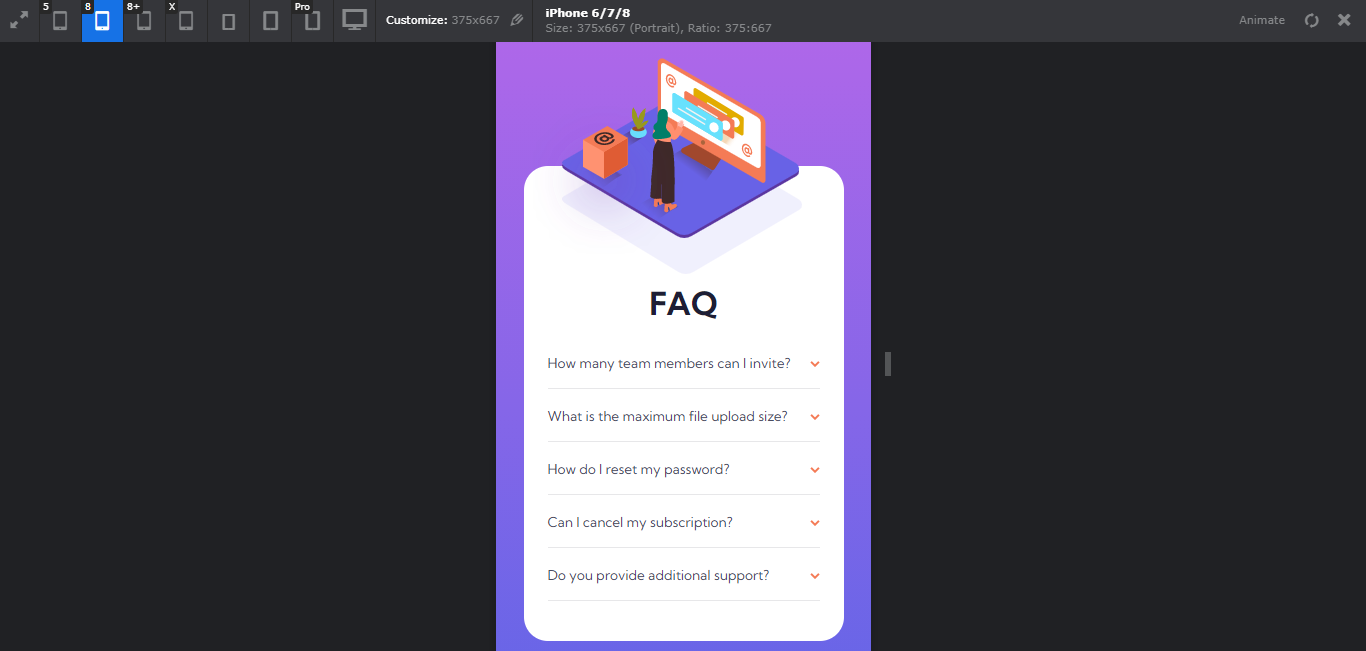 5
8
8+
X
Pro
Customize: 375x667
iPhone 6/7/8
Size: 375x667 (Portrait), Ratio: 375:667
Animate
@
@
@
FAQ
How many team members can I invite?
What is the maximum file upload size?
How do I reset my password?
Can I cancel my subscription?
Do you provide additional support?